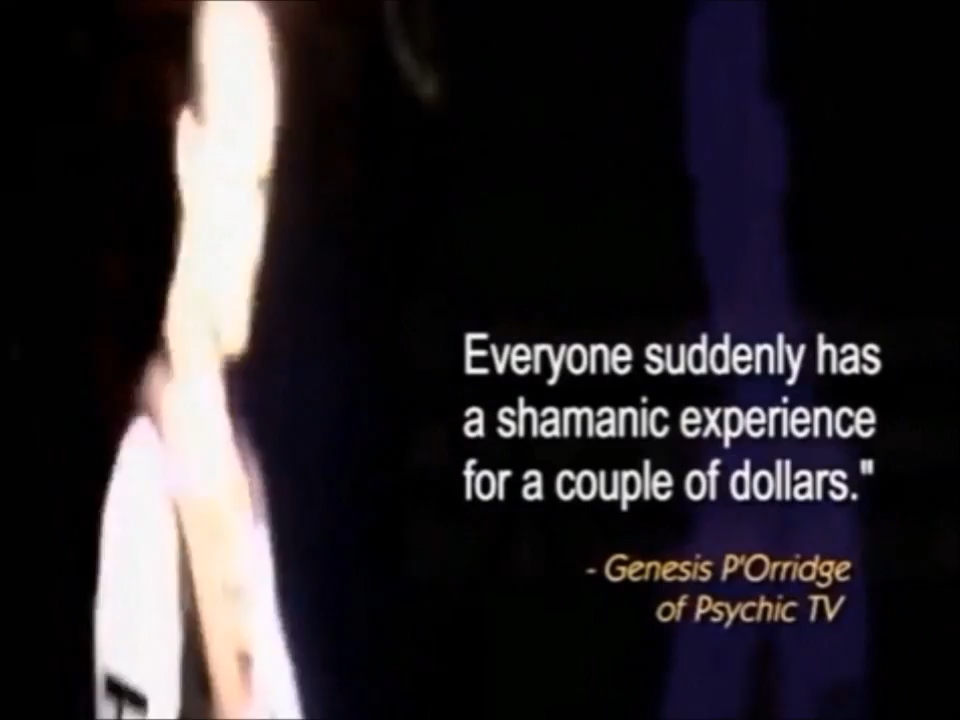 Everyone suddenly has
a shamanic experience
for a couple of dollars."
- Genesis P'Orridge
of Psychic TV